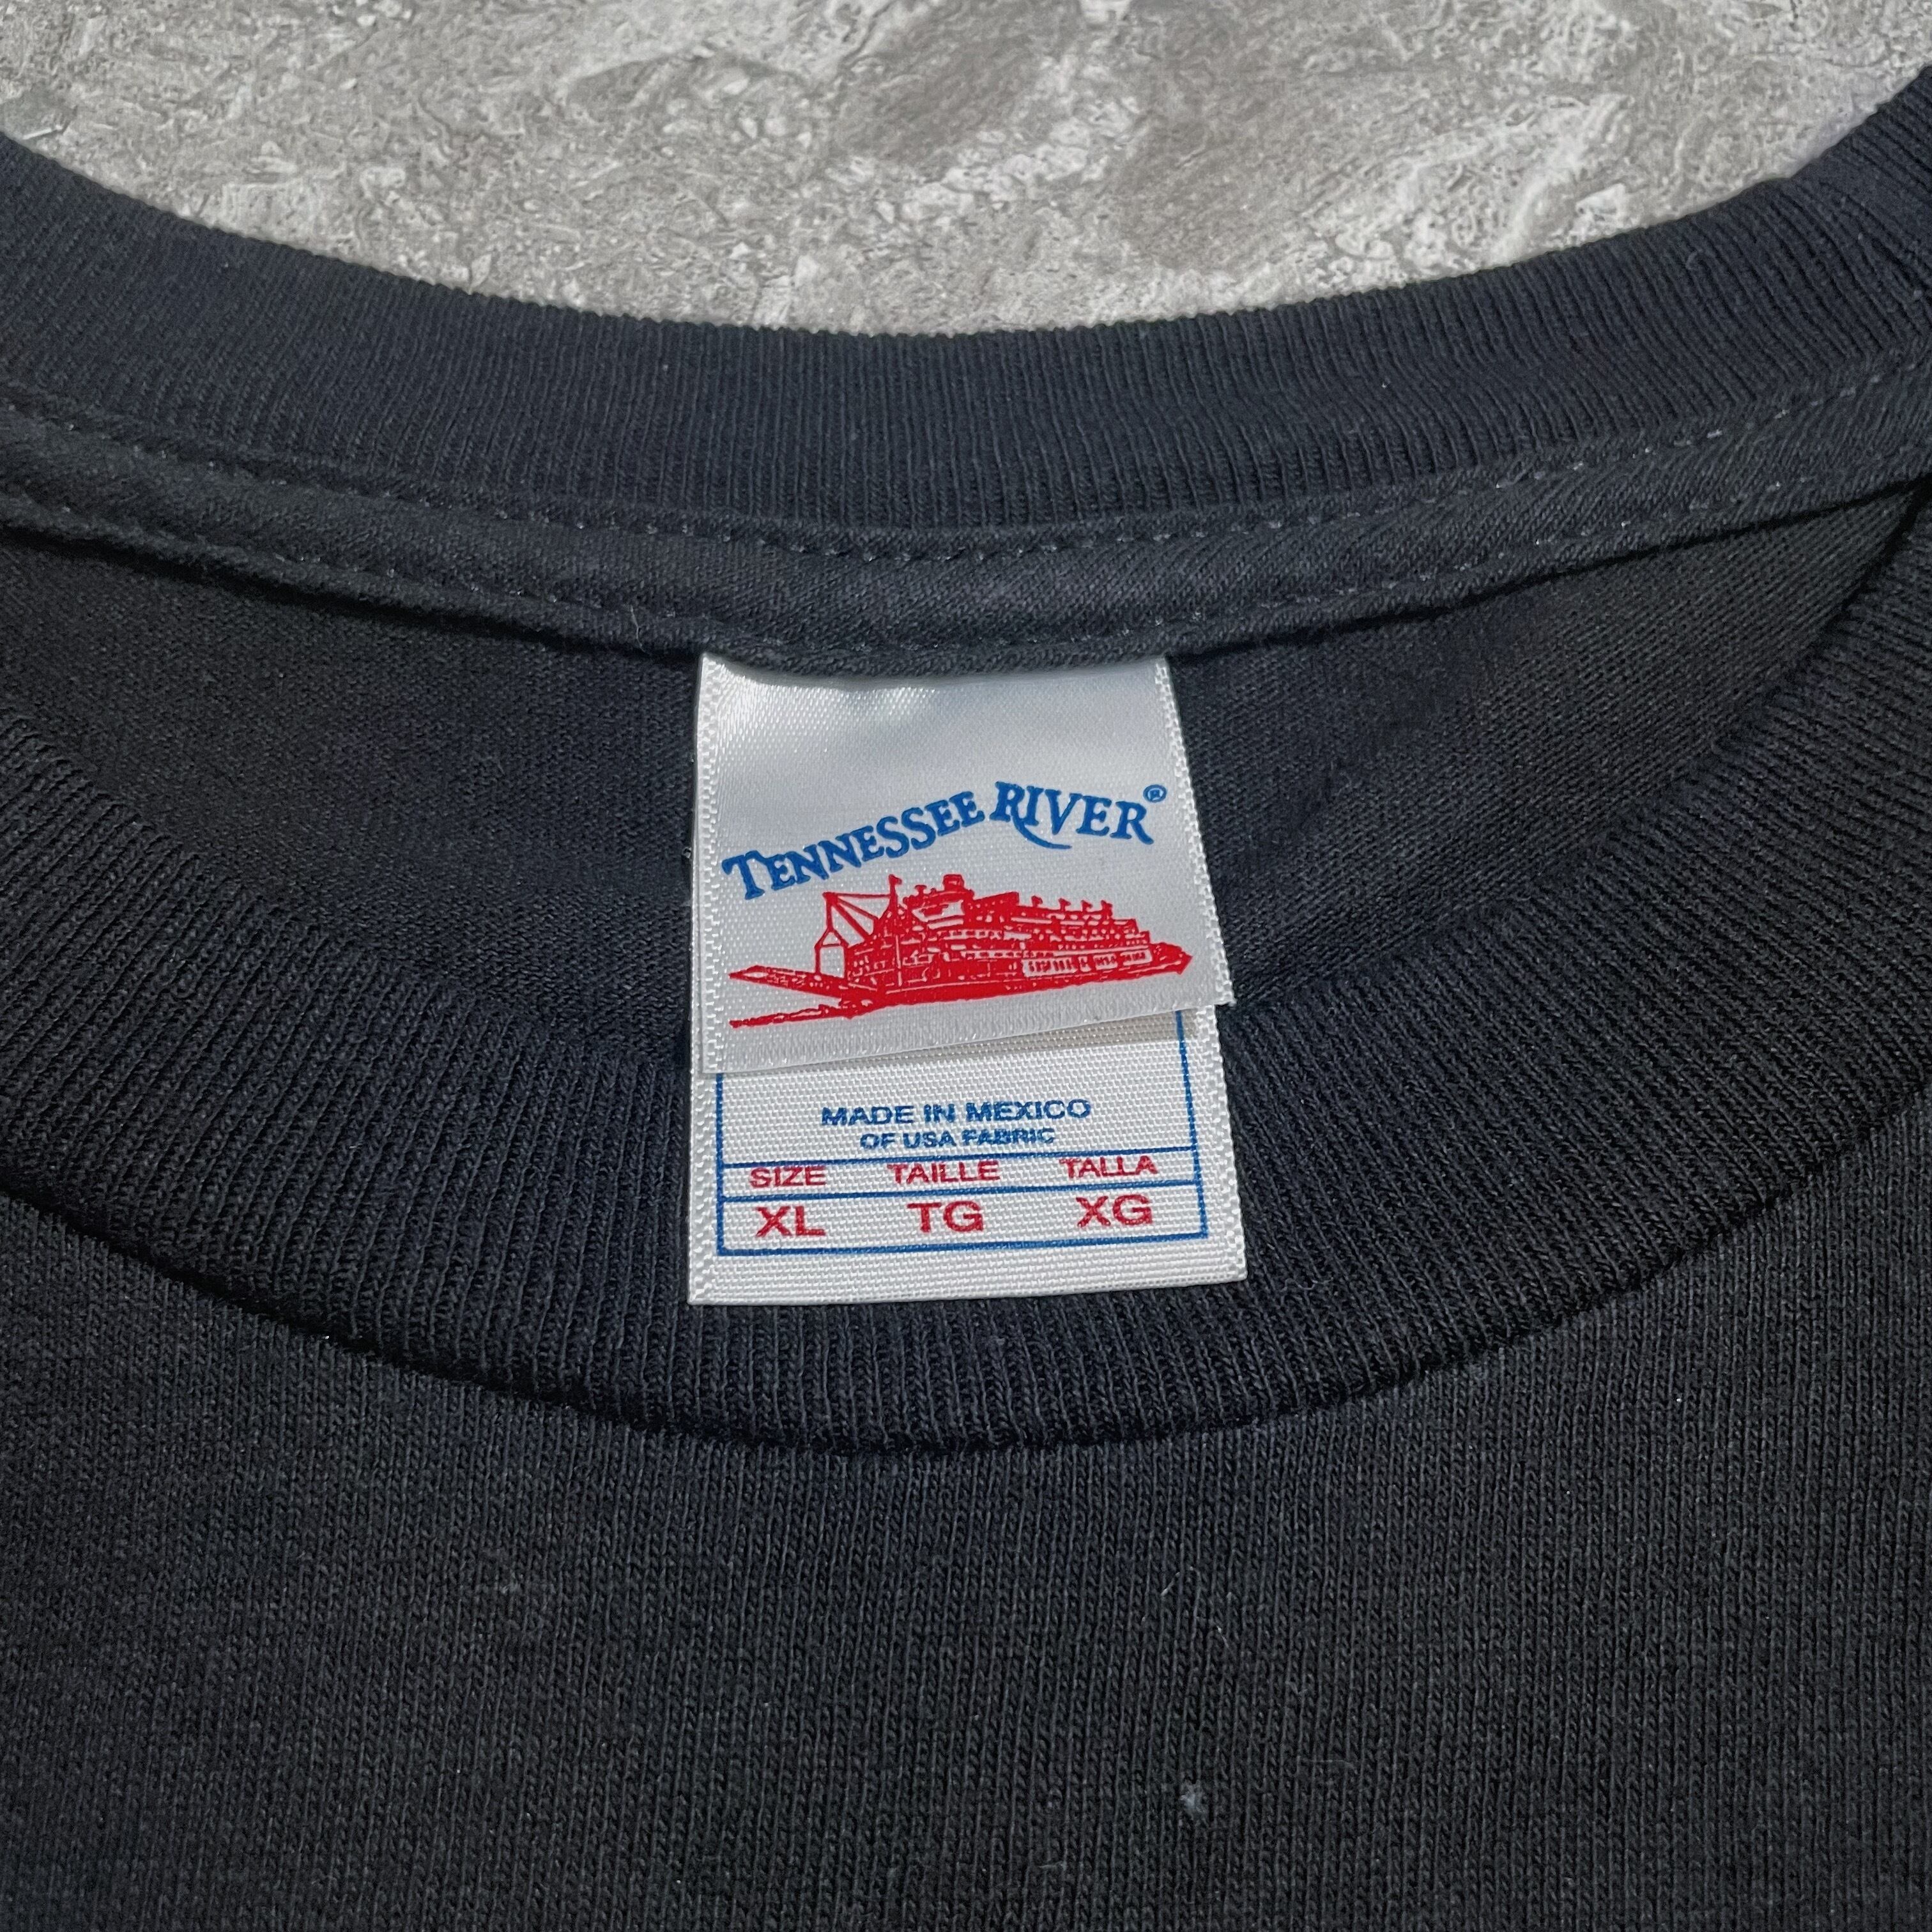 TENNESSEE RIVER®
MADE IN MEXICO
OF USA FABRIC
SIZE TAILLE TALLA
XL TG XG